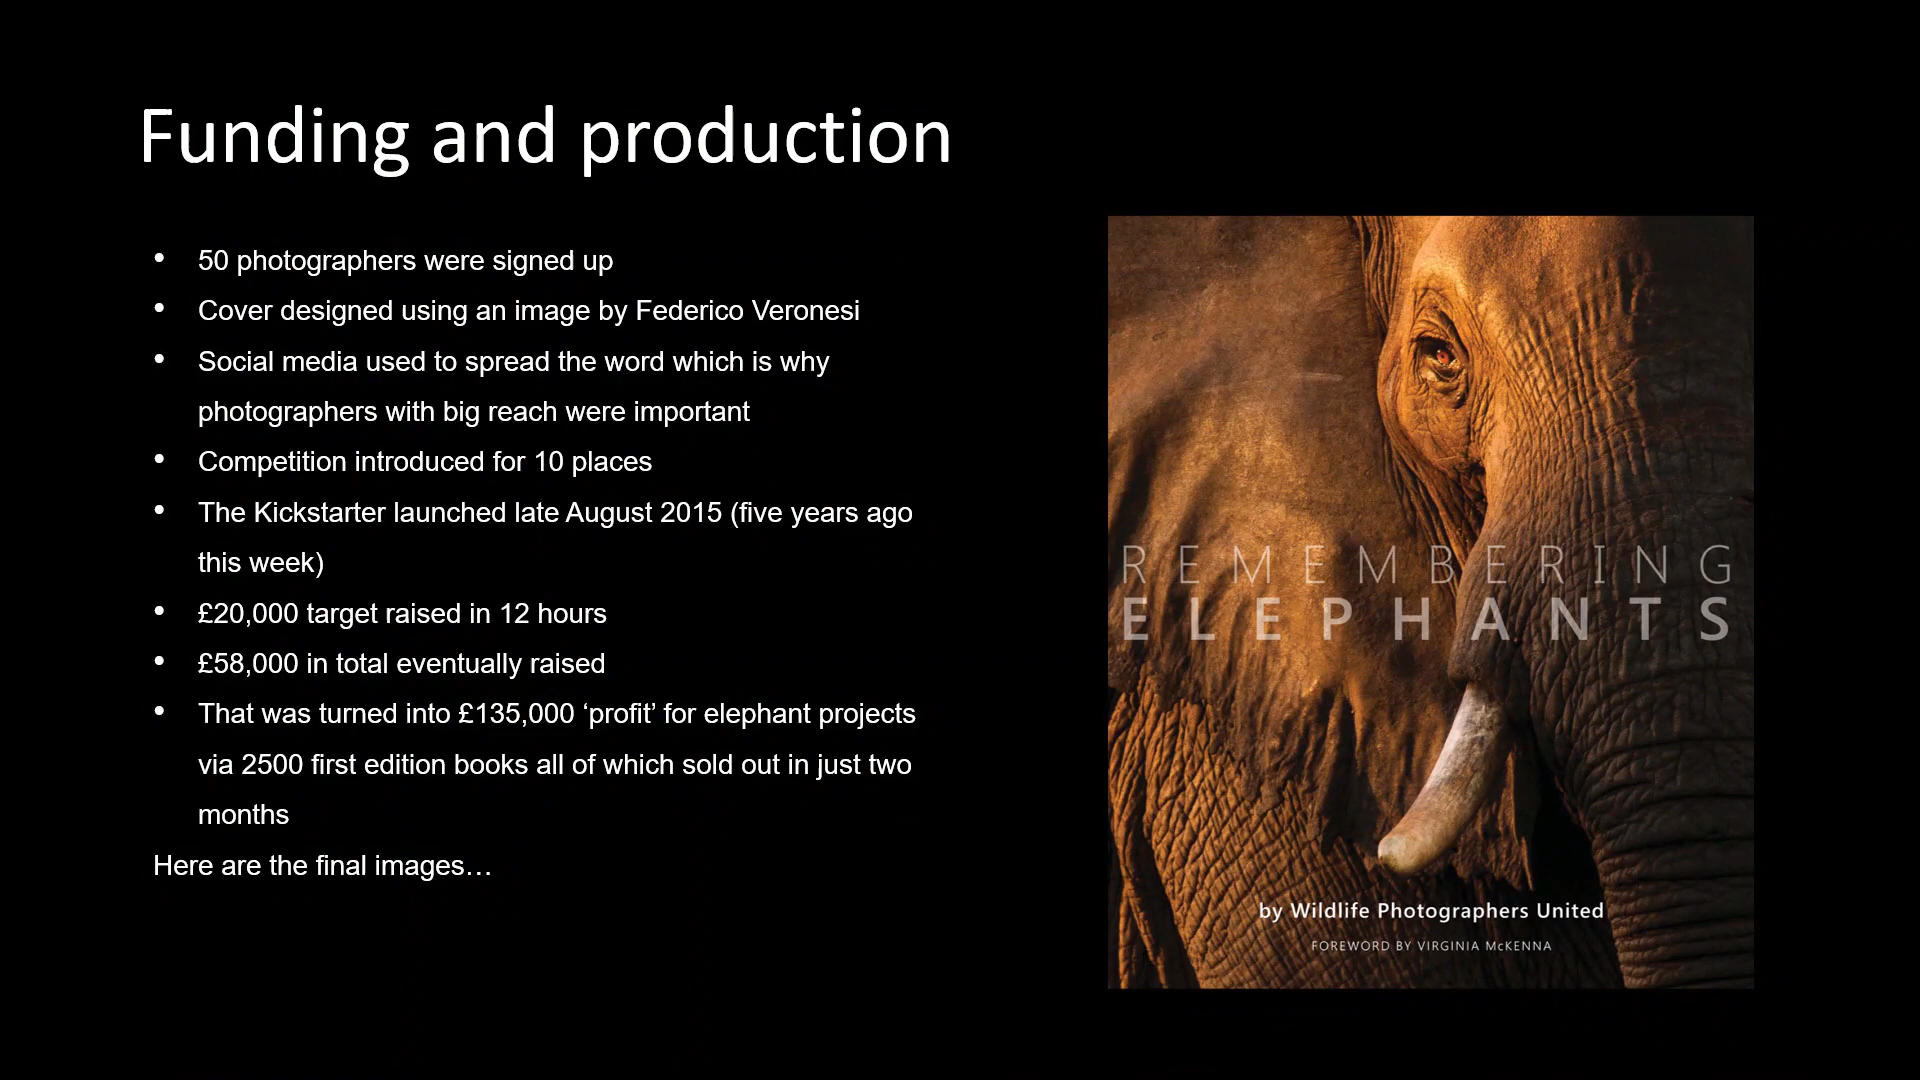 Funding and production
• 50 photographers were signed up
• Cover designed using an image by Federico Veronesi
• Social media used to spread the word which is why
photographers with big reach were important
• Competition introduced for 10 places
• The Kickstarter launched late August 2015 (five years ago
this week)
• £20,000 target raised in 12 hours
• £58,000 in total eventually raised
• That was turned into £135,000 ‘profit’ for elephant projects
via 2500 first edition books all of which sold out in just two
months
Here are the final images…
REMEMBERING
ELEPHANTS
by Wildlife Photographers United
FOREWORD BY VIRGINIA McKENNA